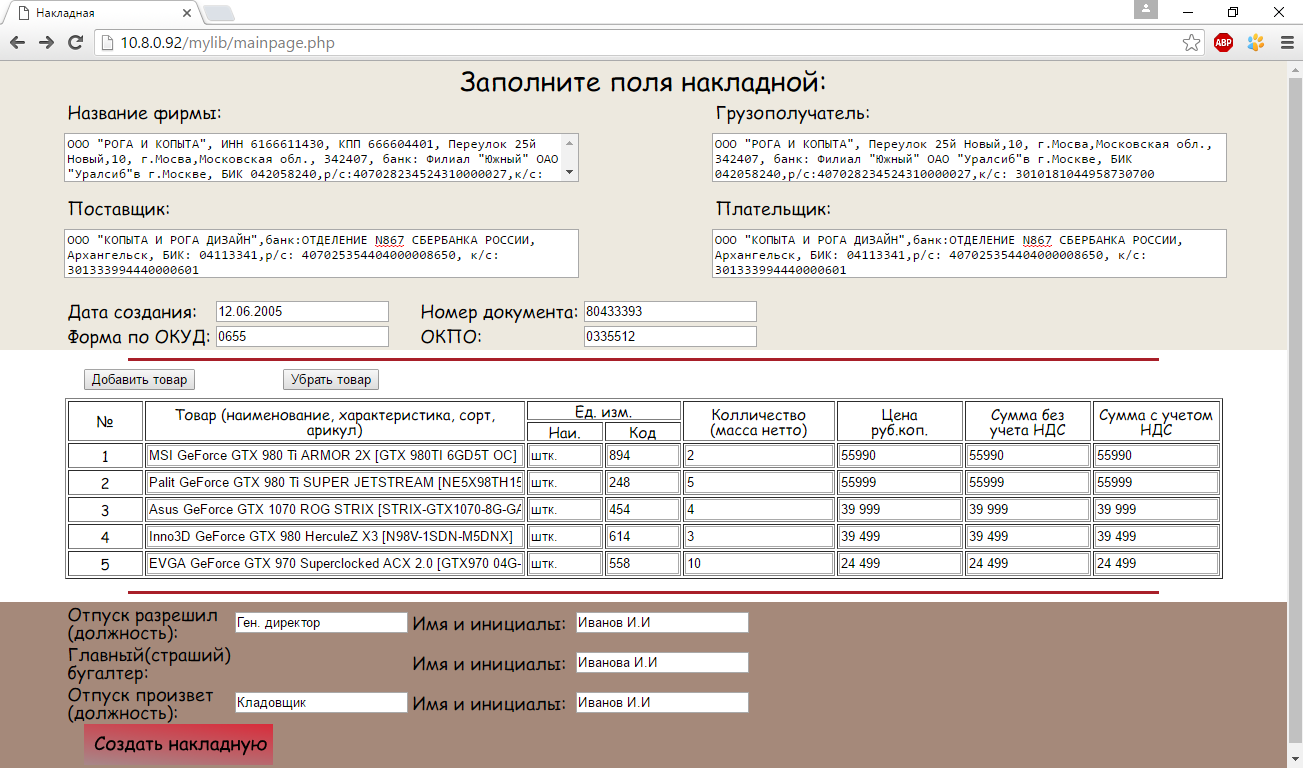 Накладная
10.8.0.92/mylib/mainpage.php
ABP
Заполните поля накладной:
Название фирмы:
Грузополучатель:
ООО "РОГА И КОПЫТА", ИНН 6166611430, КПП 666604401, Переулок 25й
Новый,10, г.Мосва,Московская обл., 342407, банк: Филиал "Южный" ОАО
"Уралсиб"в г.Москве, БИК 042058240,р/с:407028234524310000027,к/с:
ООО "РОГА И КОПЫТА", Переулок 25й Новый,10, г.Мосва,Московская обл.,
342407, банк: Филиал "Южный" ОАО "Уралсиб"в г.Москве, БИК
042058240,р/с:407028234524310000027,к/с: 3010181044958730700
Поставщик:
Плательщик:
ООО "КОПЫТА И РОГА ДИЗАЙН",банк:ОТДЕЛЕНИЕ N867 СБЕРБАНКА РОССИИ,
Архангельск, БИК: 04113341,р/с: 407025354404000008650, к/с:
301333994440000601
ООО "КОПЫТА И РОГА ДИЗАЙН",банк:ОТДЕЛЕНИЕ N867 СБЕРБАНКА РОССИИ,
Архангельск, БИК: 04113341,р/с: 407025354404000008650, к/с:
301333994440000601
Дата создания: 12.06.2005 Номер документа: 80433393
Форма по ОКУД: 0655 ОКПО: 0335512
Добавить товар Убрать товар
№ Товар (наименование, характеристика, сорт, арикул) Ед. изм. Наи. Код Колличество (масса нетто) Цена руб.коп. Сумма без учета НДС Сумма с учетом НДС
1 MSI GeForce GTX 980 Ti ARMOR 2X [GTX 980TI 6GD5T OC] штк. 894 2 55990 55990 55990
2 Palit GeForce GTX 980 Ti SUPER JETSTREAM [NE5X98TH15 штк. 248 5 55999 55999 55999
3 Asus GeForce GTX 1070 ROG STRIX [STRIX-GTX1070-8G-GA штк. 454 4 39 999 39 999 39 999
4 Inno3D GeForce GTX 980 HerculeZ X3 [N98V-1SDN-M5DNX] штк. 614 3 39 499 39 499 39 499
5 EVGA GeForce GTX 970 Superclocked ACX 2.0 [GTX970 04G- штк. 558 10 24 499 24 499 24 499
Отпуск разрешил
(должность): Ген. директор Имя и инициалы: Иванов И.И
Главный(страший)
бугалтер: Имя и инициалы: Иванова И.И
Отпуск произвет
(должность): Кладовщик Имя и инициалы: Иванов И.И
Создать накладную